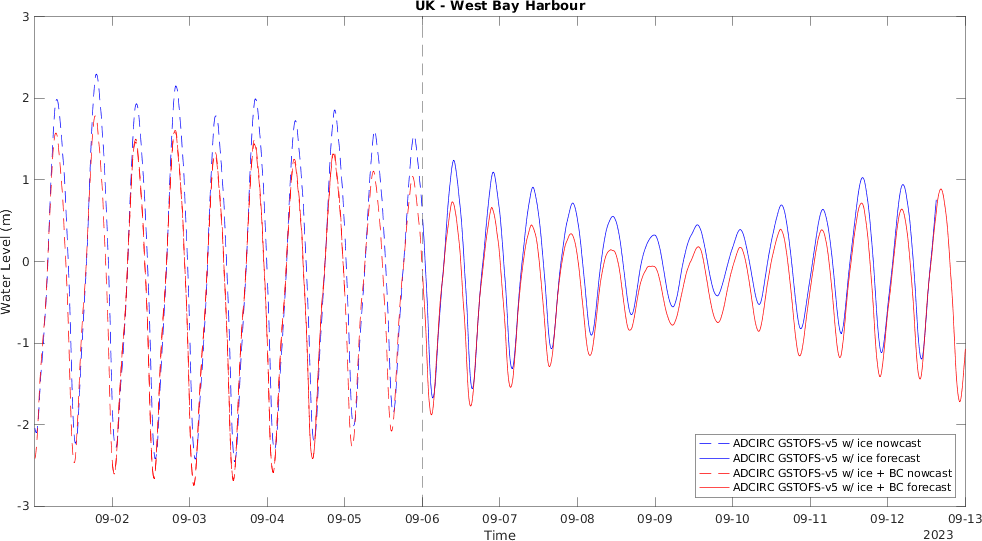 UK - West Bay Harbour
3
2
1
0
-1
-2
-3
Water Level (m)
ADCIRC GSTOFS-v5 w/ ice nowcast
ADCIRC GSTOFS-v5 w/ ice forecast
ADCIRC GSTOFS-v5 w/ ice + BC nowcast
ADCIRC GSTOFS-v5 w/ ice + BC forecast
09-02 09-03 09-04 09-05 09-06 09-07 09-08 09-09 09-10 09-11 09-12 09-13
Time
2023